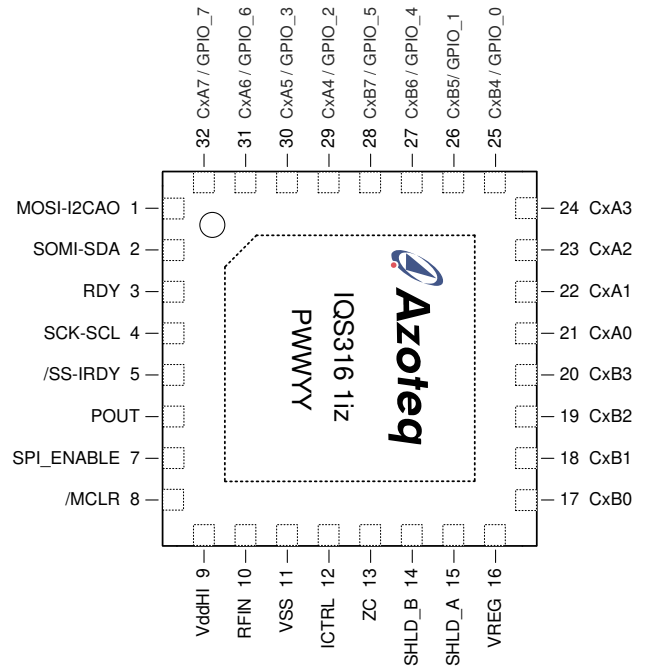 32 CxA7 / GPIO_7
31 CxA6 / GPIO_6
30 CxA5 / GPIO_3
29 CxA4 / GPIO_2
28 CxB7 / GPIO_5
27 CxB6 / GPIO_4
26 CxB5/ GPIO_1
25 CxB4 / GPIO_0
MOSI-I2CAO 1
SOMI-SDA 2
RDY 3
SCK-SCL 4
/SS-IRDY 5
POUT
SPI_ENABLE 7
/MCLR 8
Azoteq
IQS316 1iz
PWWYY
24 CxA3
23 CxA2
22 CxA1
21 CxA0
20 CxB3
19 CxB2
18 CxB1
17 CxB0
VddHI 9
RFIN 10
VSS 11
ICTRL 12
ZC 13
SHLD_B 14
SHLD_A 15
VREG 16